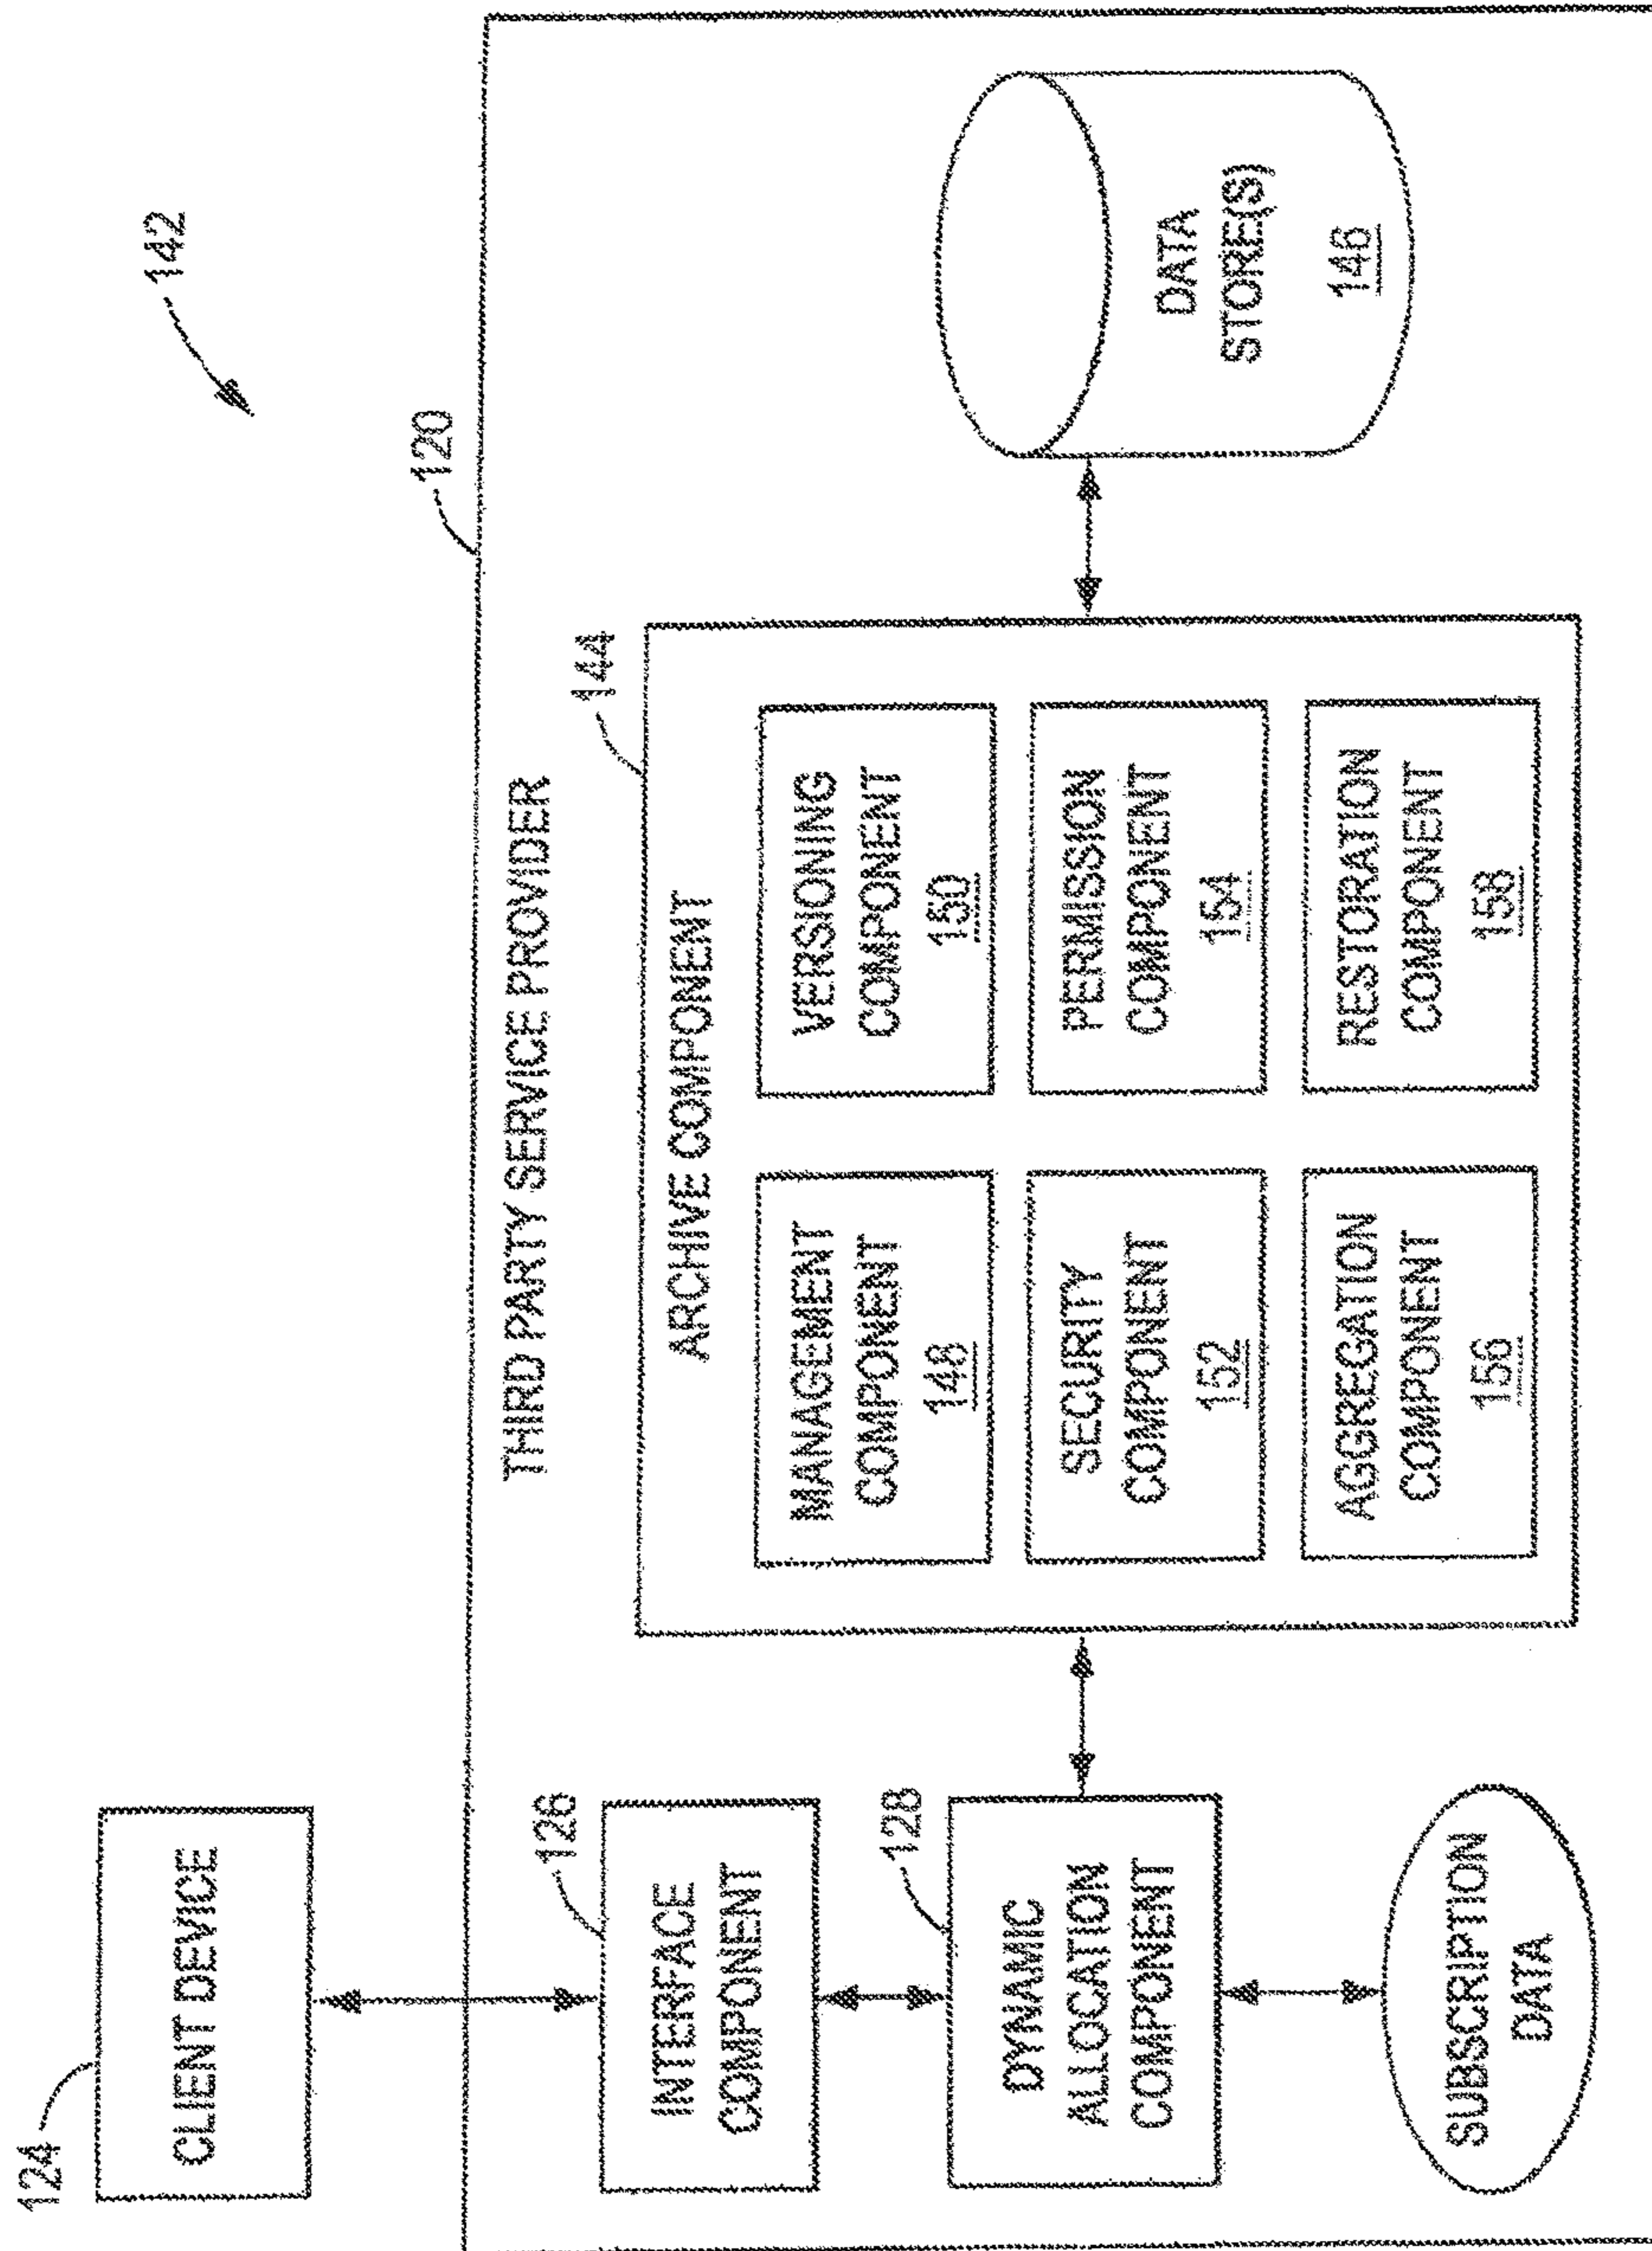 142
124
CLIENT DEVICE
120
THIRD PARTY SERVICE PROVIDER
126
INTERFACE
COMPONENT
144
ARCHIVE COMPONENT
MANAGEMENT
COMPONENT
148
VERSIONING
COMPONENT
150
128
DYNAMIC
ALLOCATION
COMPONENT
SECURITY
COMPONENT
152
PERMISSION
COMPONENT
154
DATA
STORE(S)
146
AGGREGATION
COMPONENT
156
RESTORATION
COMPONENT
158
SUBSCRIPTION
DATA